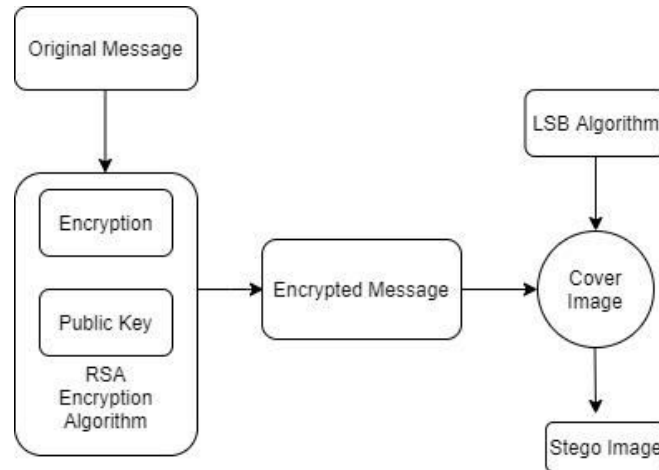 Original Message
LSB Algorithm
Encryption
Encrypted Message
Cover
Image
Public Key
RSA
Encryption
Algorithm
Stego Image